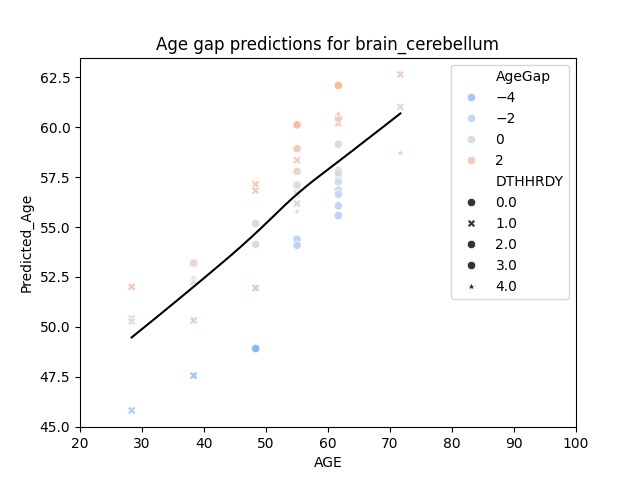 Age gap predictions for brain_cerebellum
Predicted_Age
62.5
60.0
57.5
55.0
52.5
50.0
47.5
45.0
20 30 40 50 60 70 80 90 100
AGE
AgeGap
−4
−2
0
2
DTHHRDY
0.0
1.0
2.0
3.0
4.0